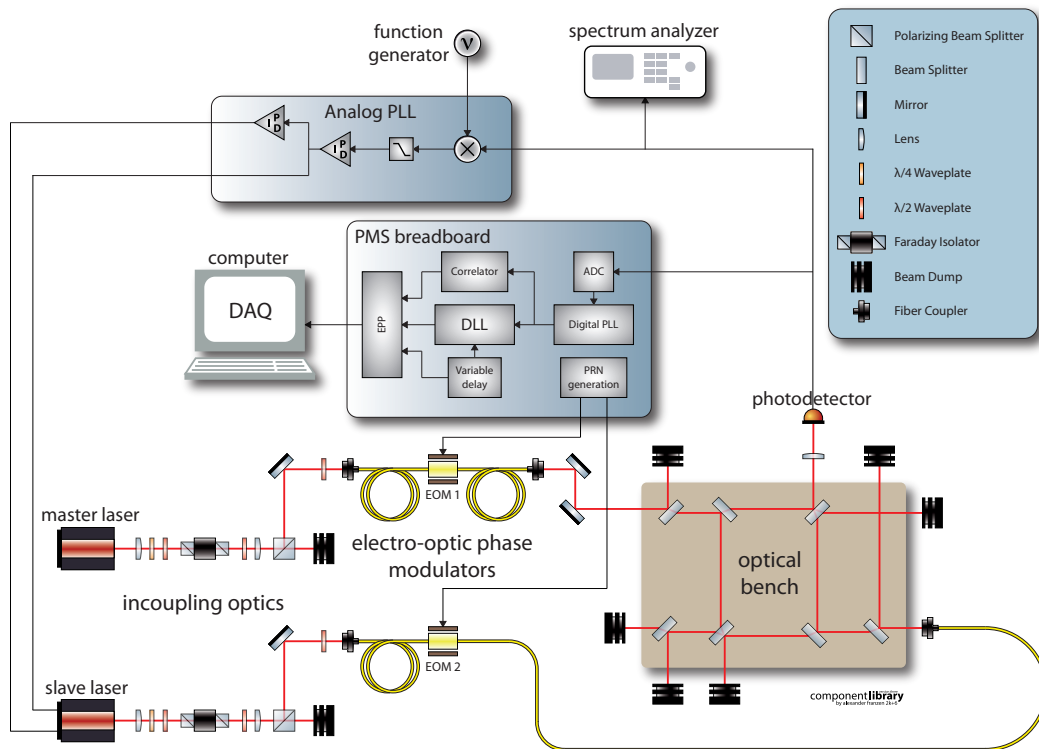 function
generator
ν
spectrum analyzer
Analog PLL
P
I
D
P
I
D
PMS breadboard
computer
DAQ
EPP
Correlator
ADC
DLL
Digital PLL
Variable
delay
PRN
generation
Polarizing Beam Splitter
Beam Splitter
Mirror
Lens
λ/4 Waveplate
λ/2 Waveplate
Faraday Isolator
Beam Dump
Fiber Coupler
photodetector
EOM 1
master laser
electro-optic phase
modulators
optical
bench
incoupling optics
EOM 2
slave laser
componentlibrary
by alexander franzen 2k+6